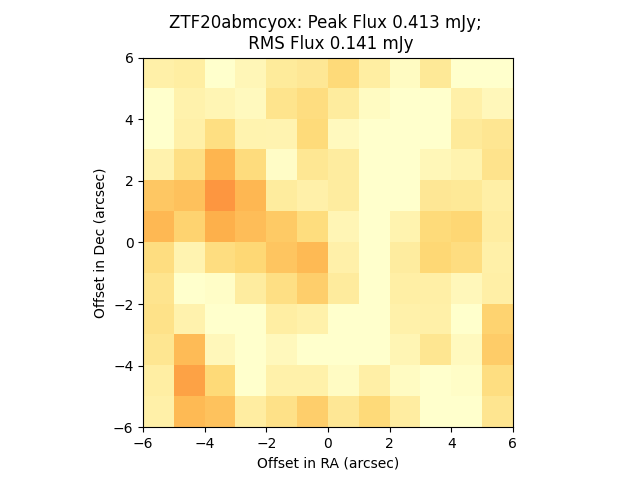 ZTF20abmcyox: Peak Flux 0.413 mJy;
RMS Flux 0.141 mJy
6
4
2
0
−2
−4
−6
Offset in Dec (arcsec)
−6 −4 −2 0 2 4 6
Offset in RA (arcsec)